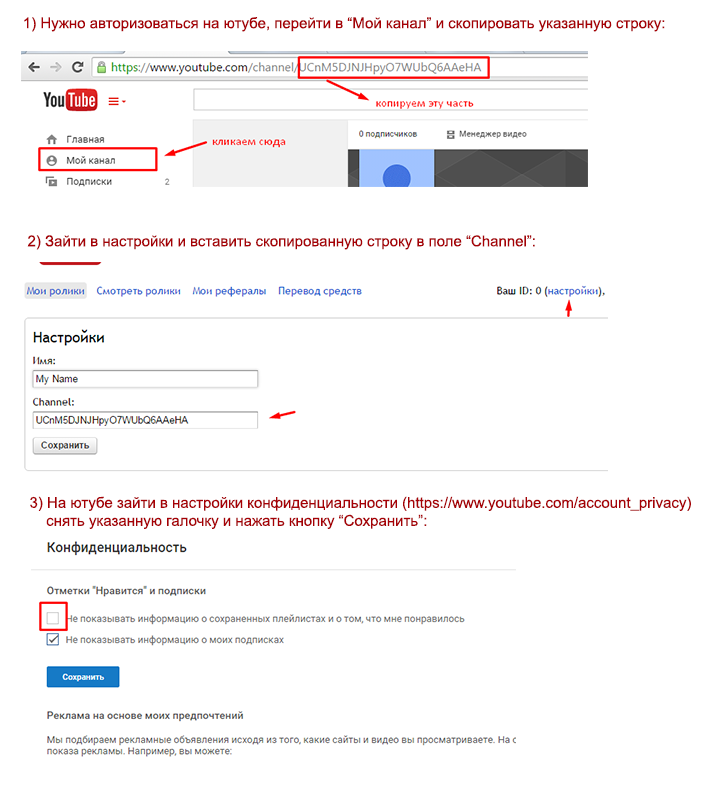 1) Нужно авторизоваться на ютубе, перейти в “Мой канал” и скопировать указанную строку:
https://www.youtube.com/channel/UCnM5DJNJHpyO7WUbQ6AAeHA
YouTube
копируем эту часть
Главная
кликаем сюда
0 подписчиков
Менеджер видео
Мой канал
Подписки 2
2) Зайти в настройки и вставить скопированную строку в поле “Channel”:
Мои ролики Смотреть ролики Мои рефералы Перевод средств Ваш ID: 0 (настройки),
Настройки
Имя:
My Name
Channel:
UCnM5DJNJHpyO7WUbQ6AAeHA
Сохранить
3) На ютубе зайти в настройки конфиденциальности (https://www.youtube.com/account_privacy)
снять указанную галочку и нажать кнопку “Сохранить”:
Конфиденциальность
Отметки "Нравится" и подписки
Не показывать информацию о сохраненных плейлистах и о том, что мне понравилось
Не показывать информацию о моих подписках
Сохранить
Реклама на основе моих предпочтений
Мы подбираем рекламные объявления исходя из того, какие сайты и видео вы просматриваете. На с
показа рекламы. Например, вы можете: